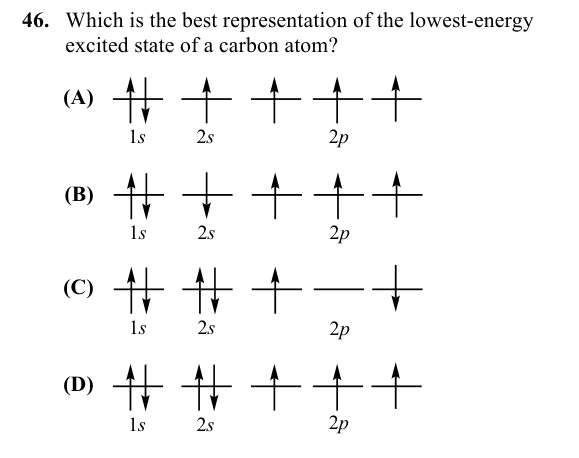 46. Which is the best representation of the lowest-energy
excited state of a carbon atom?
(A)
1s 2s 2p
(B)
1s 2s 2p
(C)
1s 2s 2p
(D)
1s 2s 2p